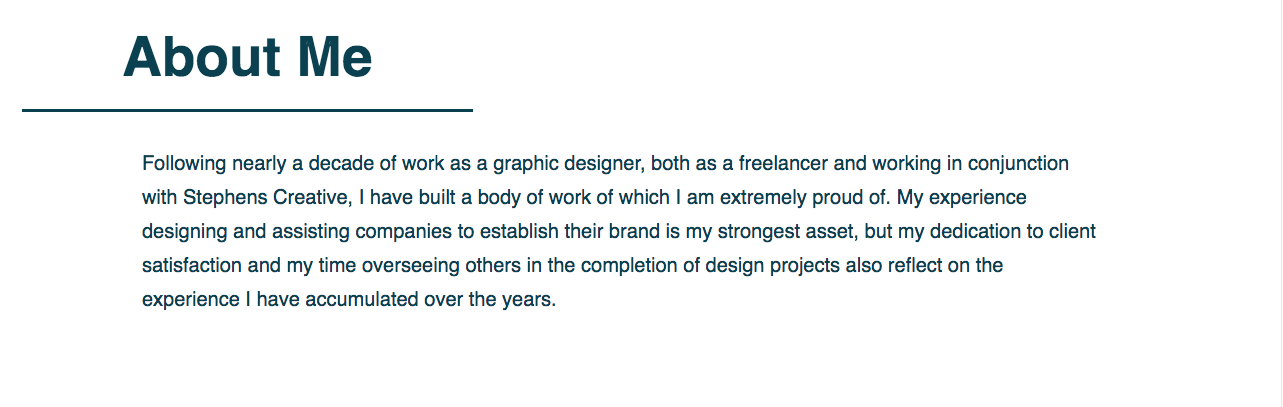 About Me
Following nearly a decade of work as a graphic designer, both as a freelancer and working in conjunction
with Stephens Creative, I have built a body of work of which I am extremely proud of. My experience
designing and assisting companies to establish their brand is my strongest asset, but my dedication to client
satisfaction and my time overseeing others in the completion of design projects also reflect on the
experience I have accumulated over the years.